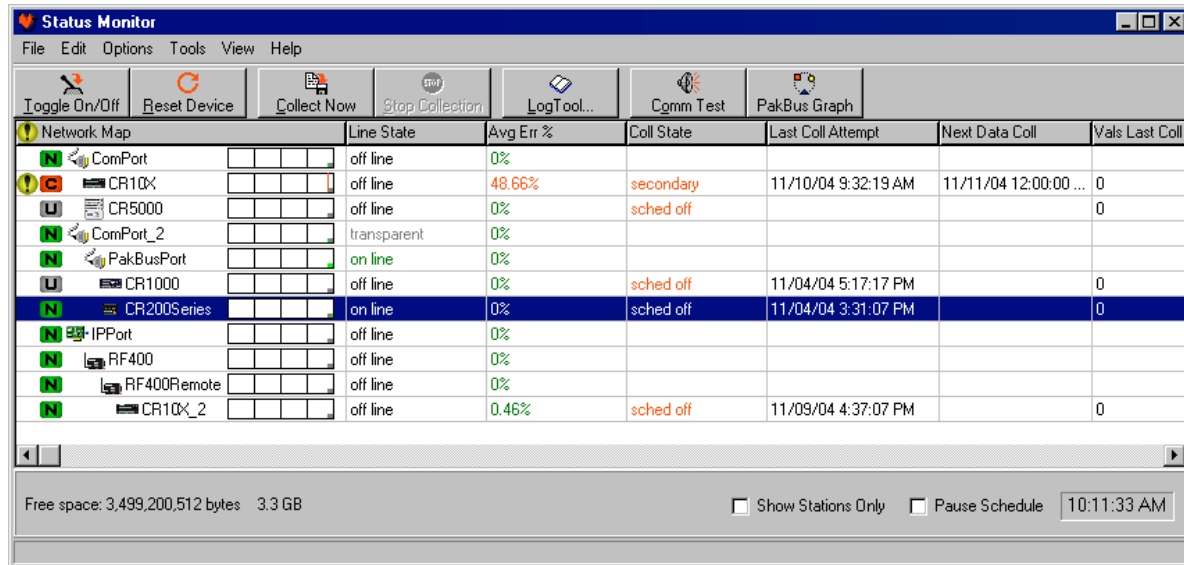 Status Monitor
File Edit Options Tools View Help
Toggle On/Off Reset Device Collect Now STOP Stop Collection LogTool... Comm Test PakBus Graph
! Network Map Line State Avg Err % Coll State Last Coll Attempt Next Data Coll Vals Last Coll
N ComPort off line 0%
! C CR10X off line 48.66% secondary 11/10/04 9:32:19 AM 11/11/04 12:00:00 ... 0
U CR5000 off line 0% sched off 0
N ComPort_2 transparent 0%
N PakBusPort on line 0%
U CR1000 off line 0% sched off 11/04/04 5:17:17 PM 0
N CR200Series on line 0% sched off 11/04/04 3:31:07 PM 0
N IPPort off line 0%
N RF400 off line 0%
N RF400Remote off line 0%
N CR10X_2 off line 0.46% sched off 11/09/04 4:37:07 PM 0
Free space: 3,499,200,512 bytes 3.3 GB Show Stations Only Pause Schedule 10:11:33 AM